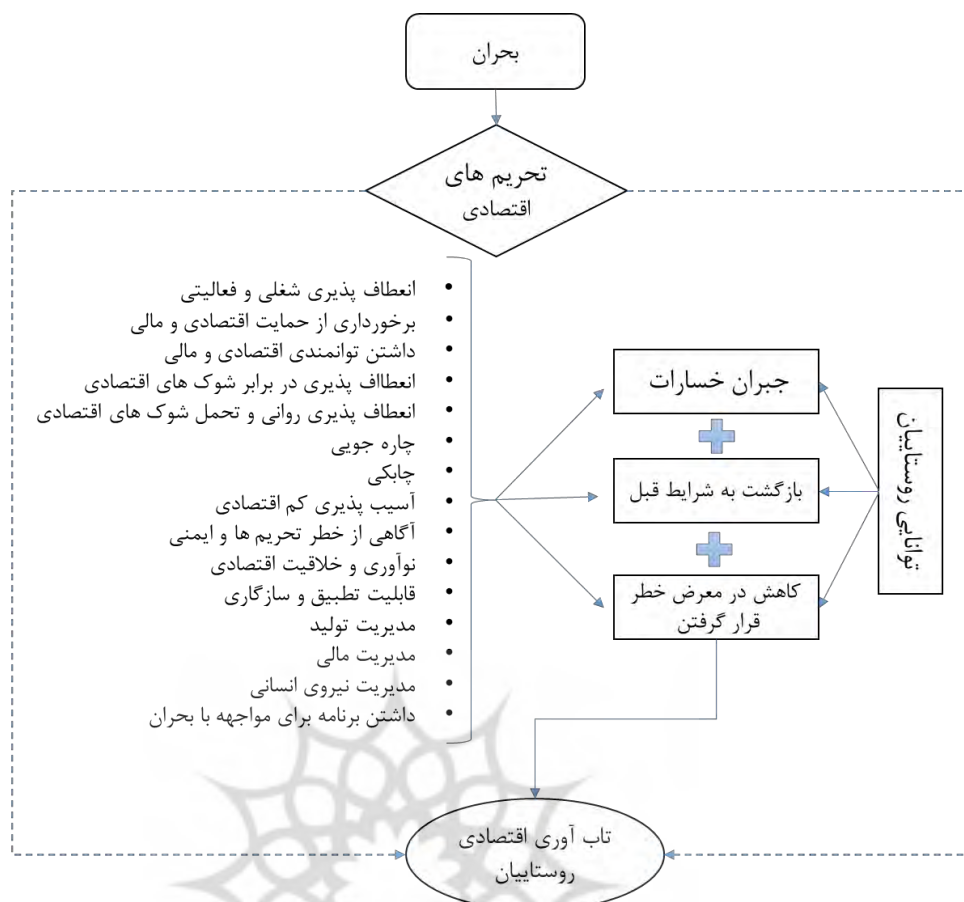 بحران
تحریم های
اقتصادی
انعطاف پذیری شغلی و فعالیتی
برخورداری از حمایت اقتصادی و مالی
داشتن توانمندی اقتصادی و مالی
انعطااف پذیری در برابر شوک های اقتصادی
انعطاف پذیری روانی و تحمل شوک های اقتصادی
چاره جویی
چابکی
آسیب پذیری کم اقتصادی
آگاهی از خطر تحریم ها و ایمنی
نوآوری و خلاقیت اقتصادی
قابلیت تطبیق و سازگاری
مدیریت تولید
مدیریت مالی
مدیریت نیروی انسانی
داشتن برنامه برای مواجهه با بحران
جبران خسارات
بازگشت به شرایط قبل
کاهش در معرض خطر
قرار گرفتن
توانایی روستاییان
تاب آوری اقتصادی
روستاییان